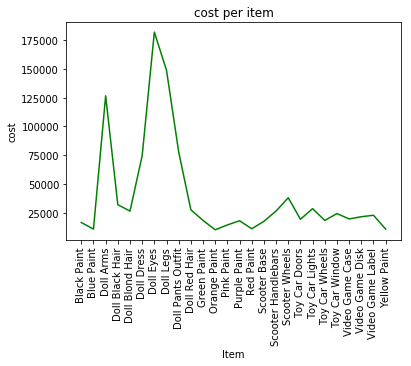 cost per item
175000
150000
125000
100000
75000
50000
25000
cost
Black Paint
Blue Paint
Doll Arms
Doll Black Hair
Doll Blond Hair
Doll Dress
Doll Eyes
Doll Legs
Doll Pants Outfit
Doll Red Hair
Green Paint
Orange Paint
Pink Paint
Purple Paint
Red Paint
Scooter Base
Scooter Handlebars
Scooter Wheels
Toy Car Doors
Toy Car Lights
Toy Car Wheels
Toy Car Window
Video Game Case
Video Game Disk
Video Game Label
Yellow Paint
Item